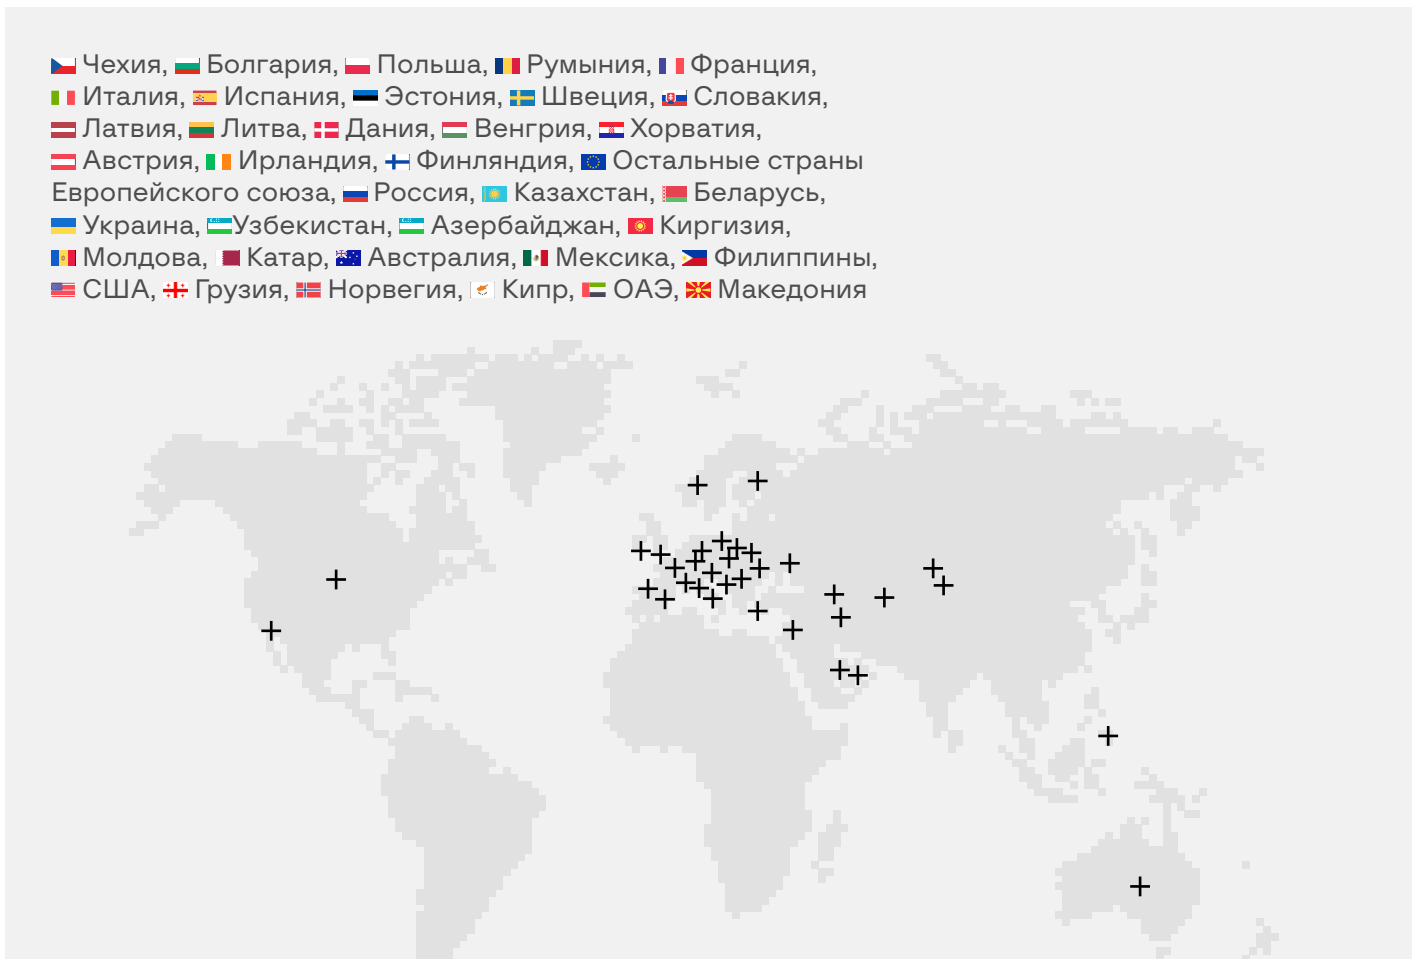 Чехия, Болгария, Польша, Румыния, Франция,
Италия, Испания, Эстония, Швеция, Словакия,
Латвия, Литва, Дания, Венгрия, Хорватия,
Австрия, Ирландия, Финляндия, Остальные страны
Европейского союза, Россия, Казахстан, Беларусь,
Украина, Узбекистан, Азербайджан, Киргизия,
Молдова, Катар, Австралия, Мексика, Филиппины,
США, Грузия, Норвегия, Кипр, ОАЭ, Македония